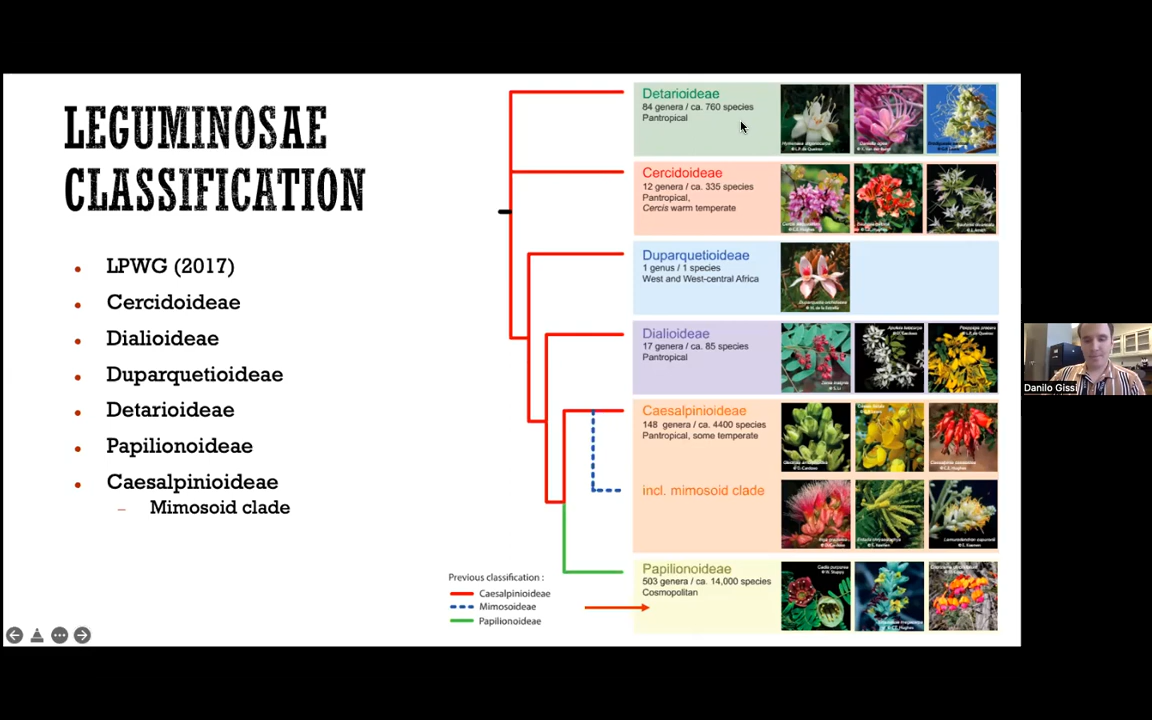 LEGUMINOSAE
CLASSIFICATION
LPWG (2017)
Cercidoideae
Dialioideae
Duparquetioideae
Detarioideae
Papilionoideae
Caesalpinioideae
Mimosoid clade
Detarioideae
84 genera / ca. 760 species
Pantropical
Cercidoideae
12 genera / ca. 335 species
Pantropical,
Cercis warm temperate
Duparquetioideae
1 genus / 1 species
West and West-central Africa
Dialioideae
17 genera / ca. 85 species
Pantropical
Caesalpinioideae
148 genera / ca. 4400 species
Pantropical, some temperate
incl. mimosoid clade
Papilionoideae
503 genera / ca. 14,000 species
Cosmopolitan
Previous classification :
Caesalpinioideae
Mimosoideae
Papilionoideae
Danilo Gissi